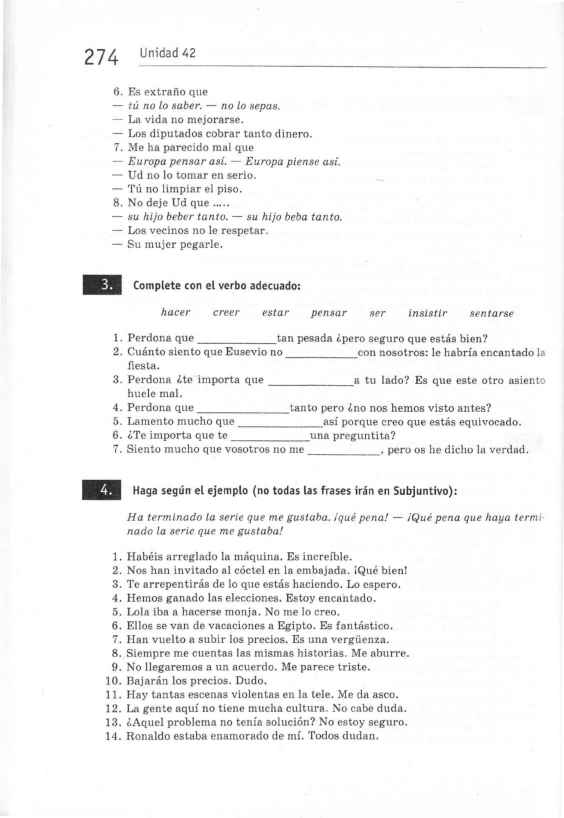 274 Unidad 42
6. Es extraño que
— tú no lo saber. — no lo sepas.
— La vida no mejorarse.
— Los diputados cobrar tanto dinero.
7. Me ha parecido mal que
— Europa pensar así. — Europa piense así.
— Ud no lo tomar en serio.
— Tú no limpiar el piso.
8. No deje Ud que .....
— su hijo beber tanto. — su hijo beba tanto.
— Los vecinos no le respetar.
— Su mujer pegarle.
3. Complete con el verbo adecuado:
hacer creer estar pensar ser insistir sentarse
1. Perdona que ____________tan pesada ¿pero seguro que estás bien?
2. Cuánto siento que Eusevio no ___________con nosotros: le habría encantado la
fiesta.
3. Perdona ¿te importa que _____________a tu lado? Es que este otro asiento
huele mal.
4. Perdona que ______________tanto pero ¿no nos hemos visto antes?
5. Lamento mucho que _____________así porque creo que estás equivocado.
6. ¿Te importa que te ____________una preguntita?
7. Siento mucho que vosotros no me ___________, pero os he dicho la verdad.
4. Haga según el ejemplo (no todas las frases irán en Subjuntivo):
Ha terminado la serie que me gustaba. ¡qué pena! — ¡Qué pena que haya termi-
nado la serie que me gustaba!
1. Habéis arreglado la máquina. Es increíble.
2. Nos han invitado al cóctel en la embajada. ¡Qué bien!
3. Te arrepentirás de lo que estás haciendo. Lo espero.
4. Hemos ganado las elecciones. Estoy encantado.
5. Lola iba a hacerse monja. No me lo creo.
6. Ellos se van de vacaciones a Egipto. Es fantástico.
7. Han vuelto a subir los precios. Es una vergüenza.
8. Siempre me cuentas las mismas historias. Me aburre.
9. No llegaremos a un acuerdo. Me parece triste.
10. Bajarán los precios. Dudo.
11. Hay tantas escenas violentas en la tele. Me da asco.
12. La gente aquí no tiene mucha cultura. No cabe duda.
13. ¿Aquel problema no tenía solución? No estoy seguro.
14. Ronaldo estaba enamorado de mí. Todos dudan.